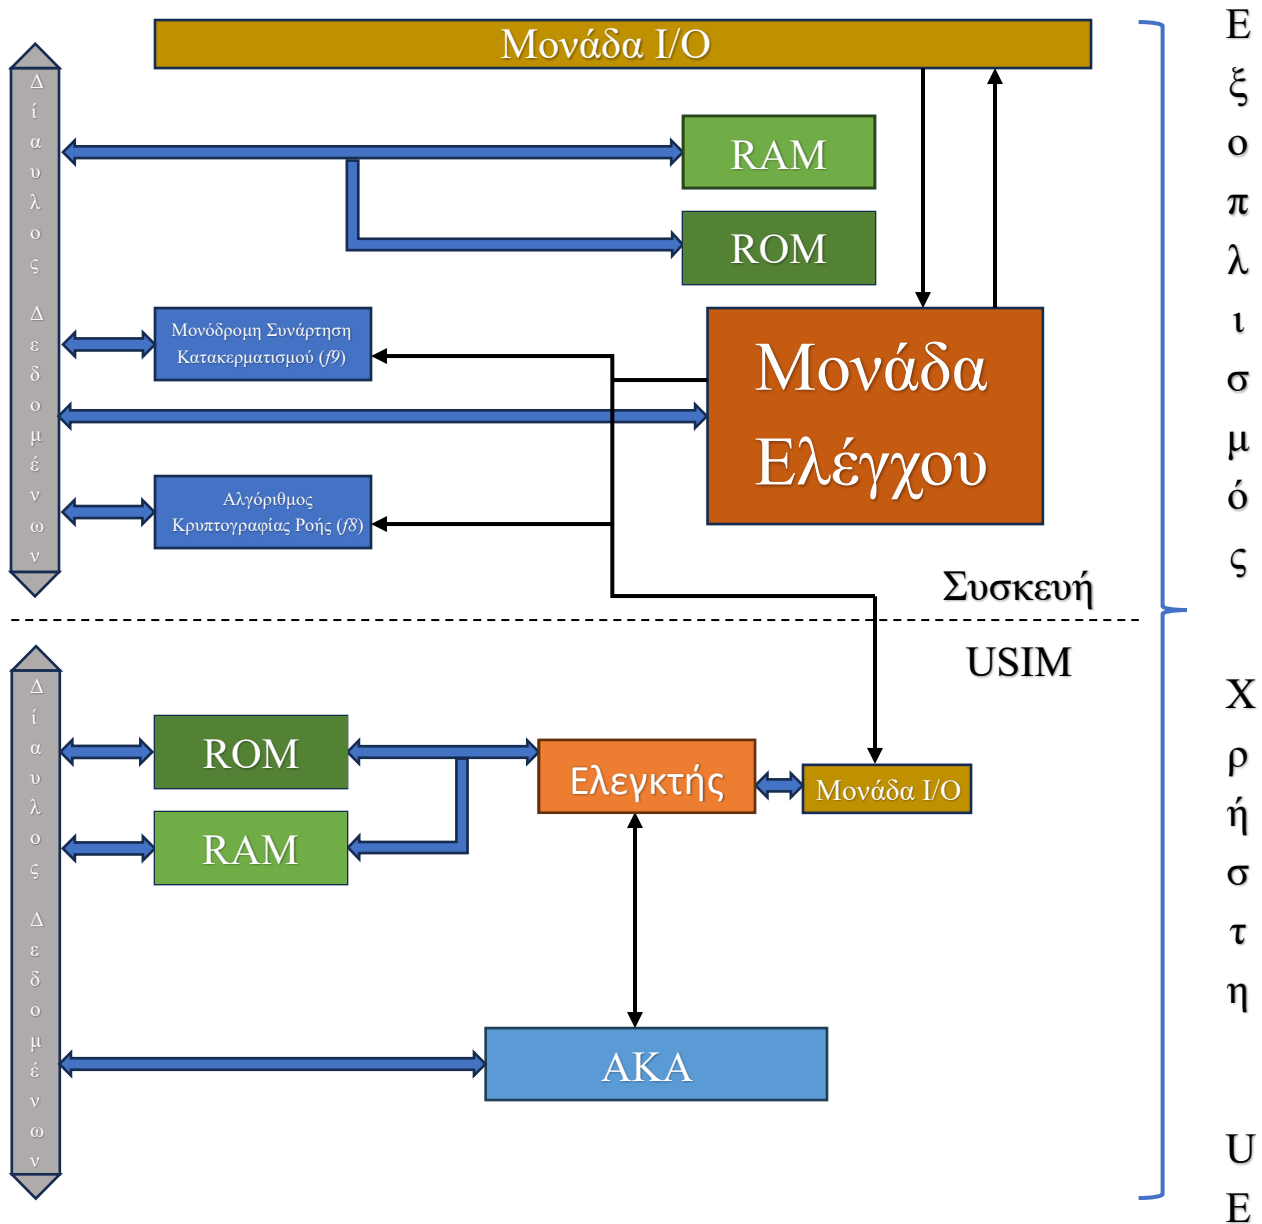 Μονάδα I/O
Δίαυλος Δεδομένων
RAM
ROM
Μονόδρομη Συνάρτηση
Κατακερματισμού (f9)
Μονάδα
Ελέγχου
Αλγόριθμος
Κρυπτογραφίας Ροής (f8)
Συσκευή
USIM
Δίαυλος Δεδομένων
ROM
RAM
Ελεγκτής
Μονάδα I/O
AKA
Εξοπλισμός Χρήστη UE